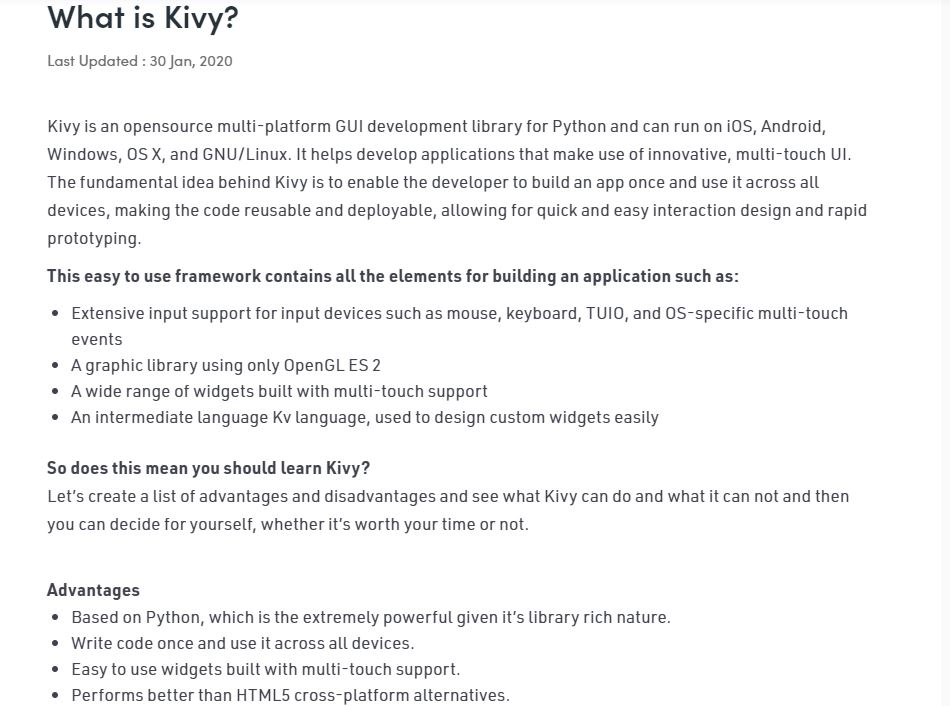 What is Kivy?
Last Updated : 30 Jan, 2020
Kivy is an opensource multi-platform GUI development library for Python and can run on iOS, Android,
Windows, OS X, and GNU/Linux. It helps develop applications that make use of innovative, multi-touch UI.
The fundamental idea behind Kivy is to enable the developer to build an app once and use it across all
devices, making the code reusable and deployable, allowing for quick and easy interaction design and rapid
prototyping.
This easy to use framework contains all the elements for building an application such as:
• Extensive input support for input devices such as mouse, keyboard, TUIO, and OS-specific multi-touch
events
• A graphic library using only OpenGL ES 2
• A wide range of widgets built with multi-touch support
• An intermediate language Kv language, used to design custom widgets easily
So does this mean you should learn Kivy?
Let’s create a list of advantages and disadvantages and see what Kivy can do and what it can not and then
you can decide for yourself, whether it’s worth your time or not.
Advantages
• Based on Python, which is the extremely powerful given it’s library rich nature.
• Write code once and use it across all devices.
• Easy to use widgets built with multi-touch support.
• Performs better than HTML5 cross-platform alternatives.